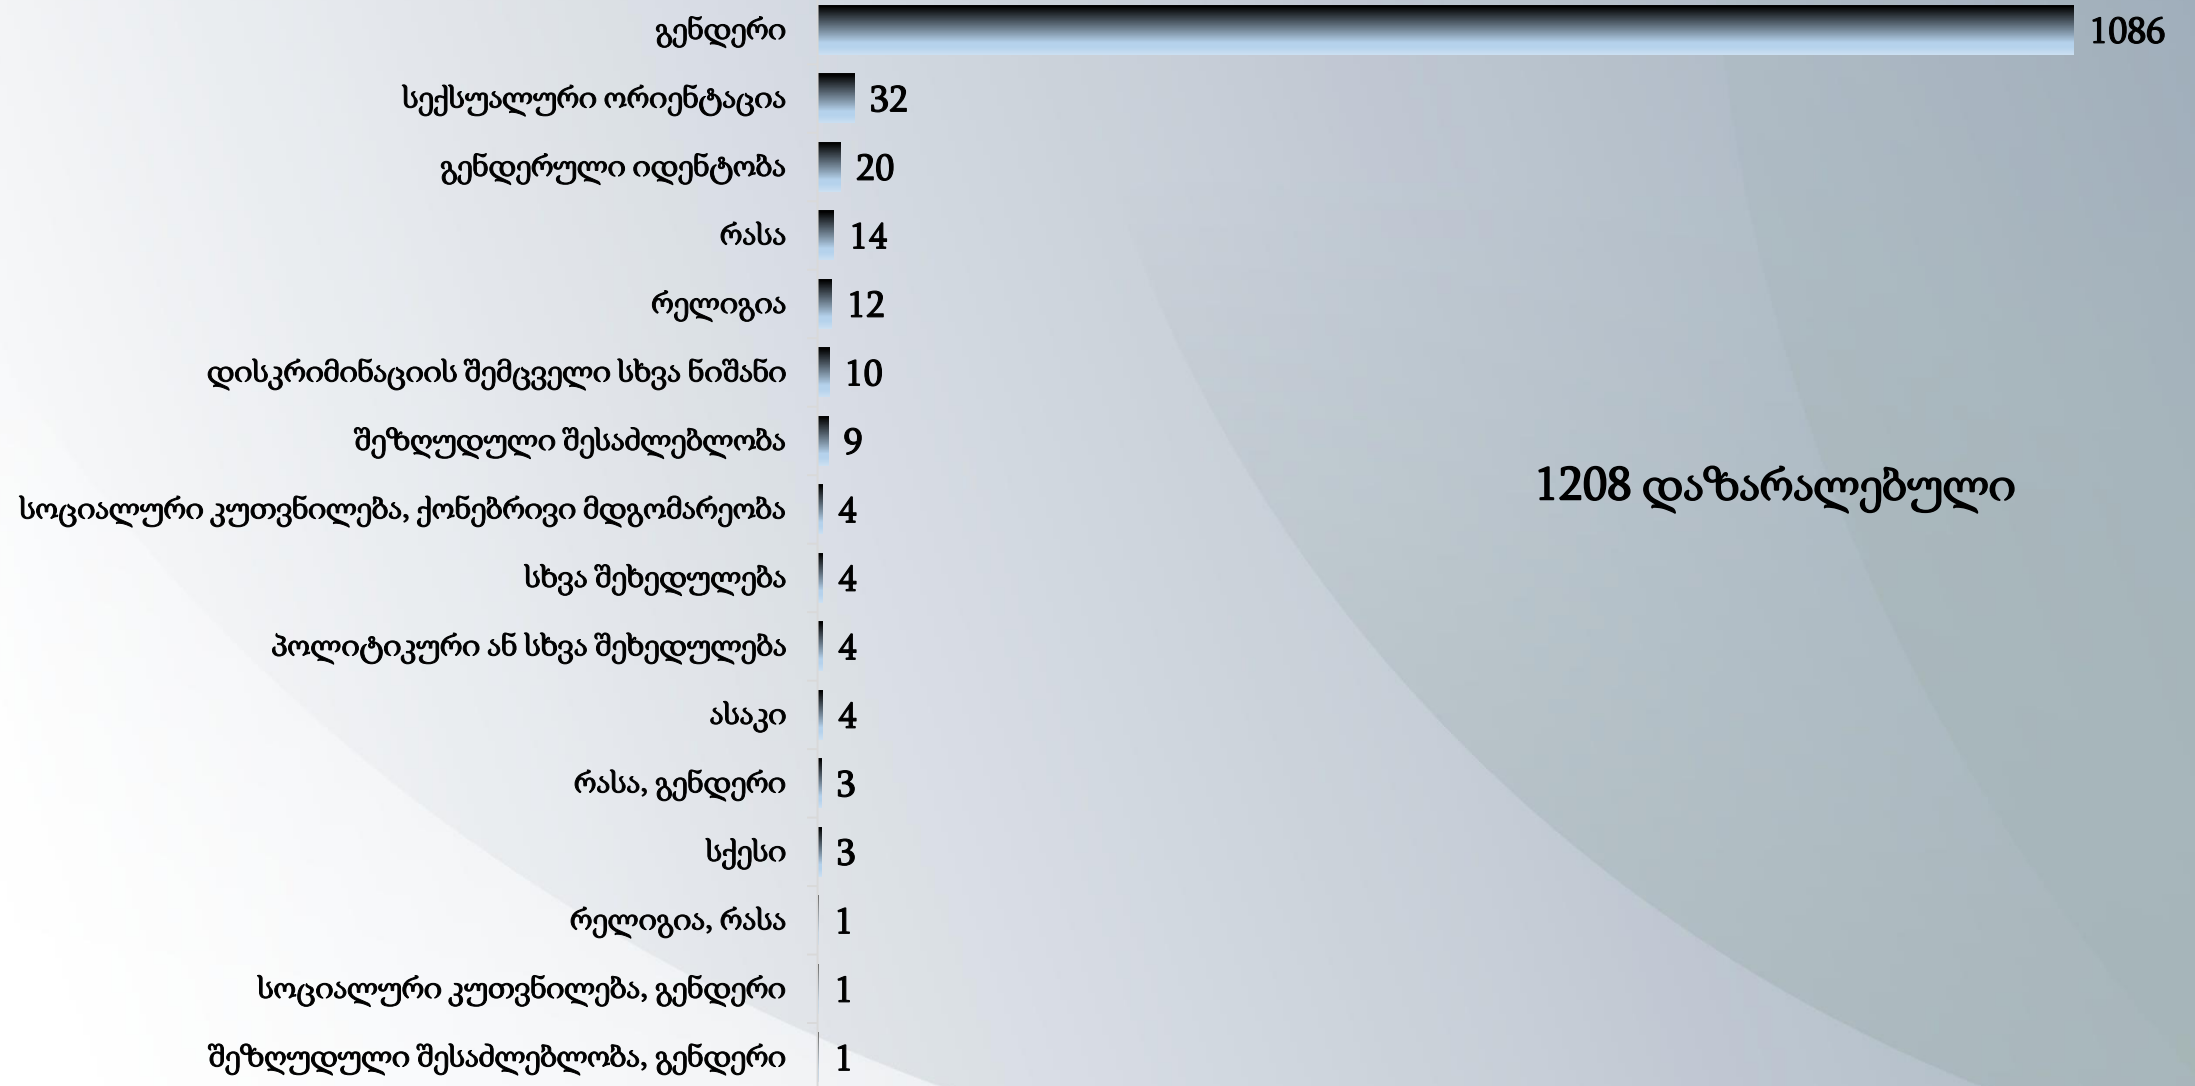 გენდერი 1086
სექსუალური ორიენტაცია 32
გენდერული იდენტობა 20
რასა 14
რელიგია 12
დისკრიმინაციის შემცველი სხვა ნიშანი 10
შეზღუდული შესაძლებლობა 9
1208 დაზარალებული
სოციალური კუთვნილება, ქონებრივი მდგომარეობა 4
სხვა შეხედულება 4
პოლიტიკური ან სხვა შეხედულება 4
ასაკი 4
რასა, გენდერი 3
სქესი 3
რელიგია, რასა 1
სოციალური კუთვნილება, გენდერი 1
შეზღუდული შესაძლებლობა, გენდერი 1